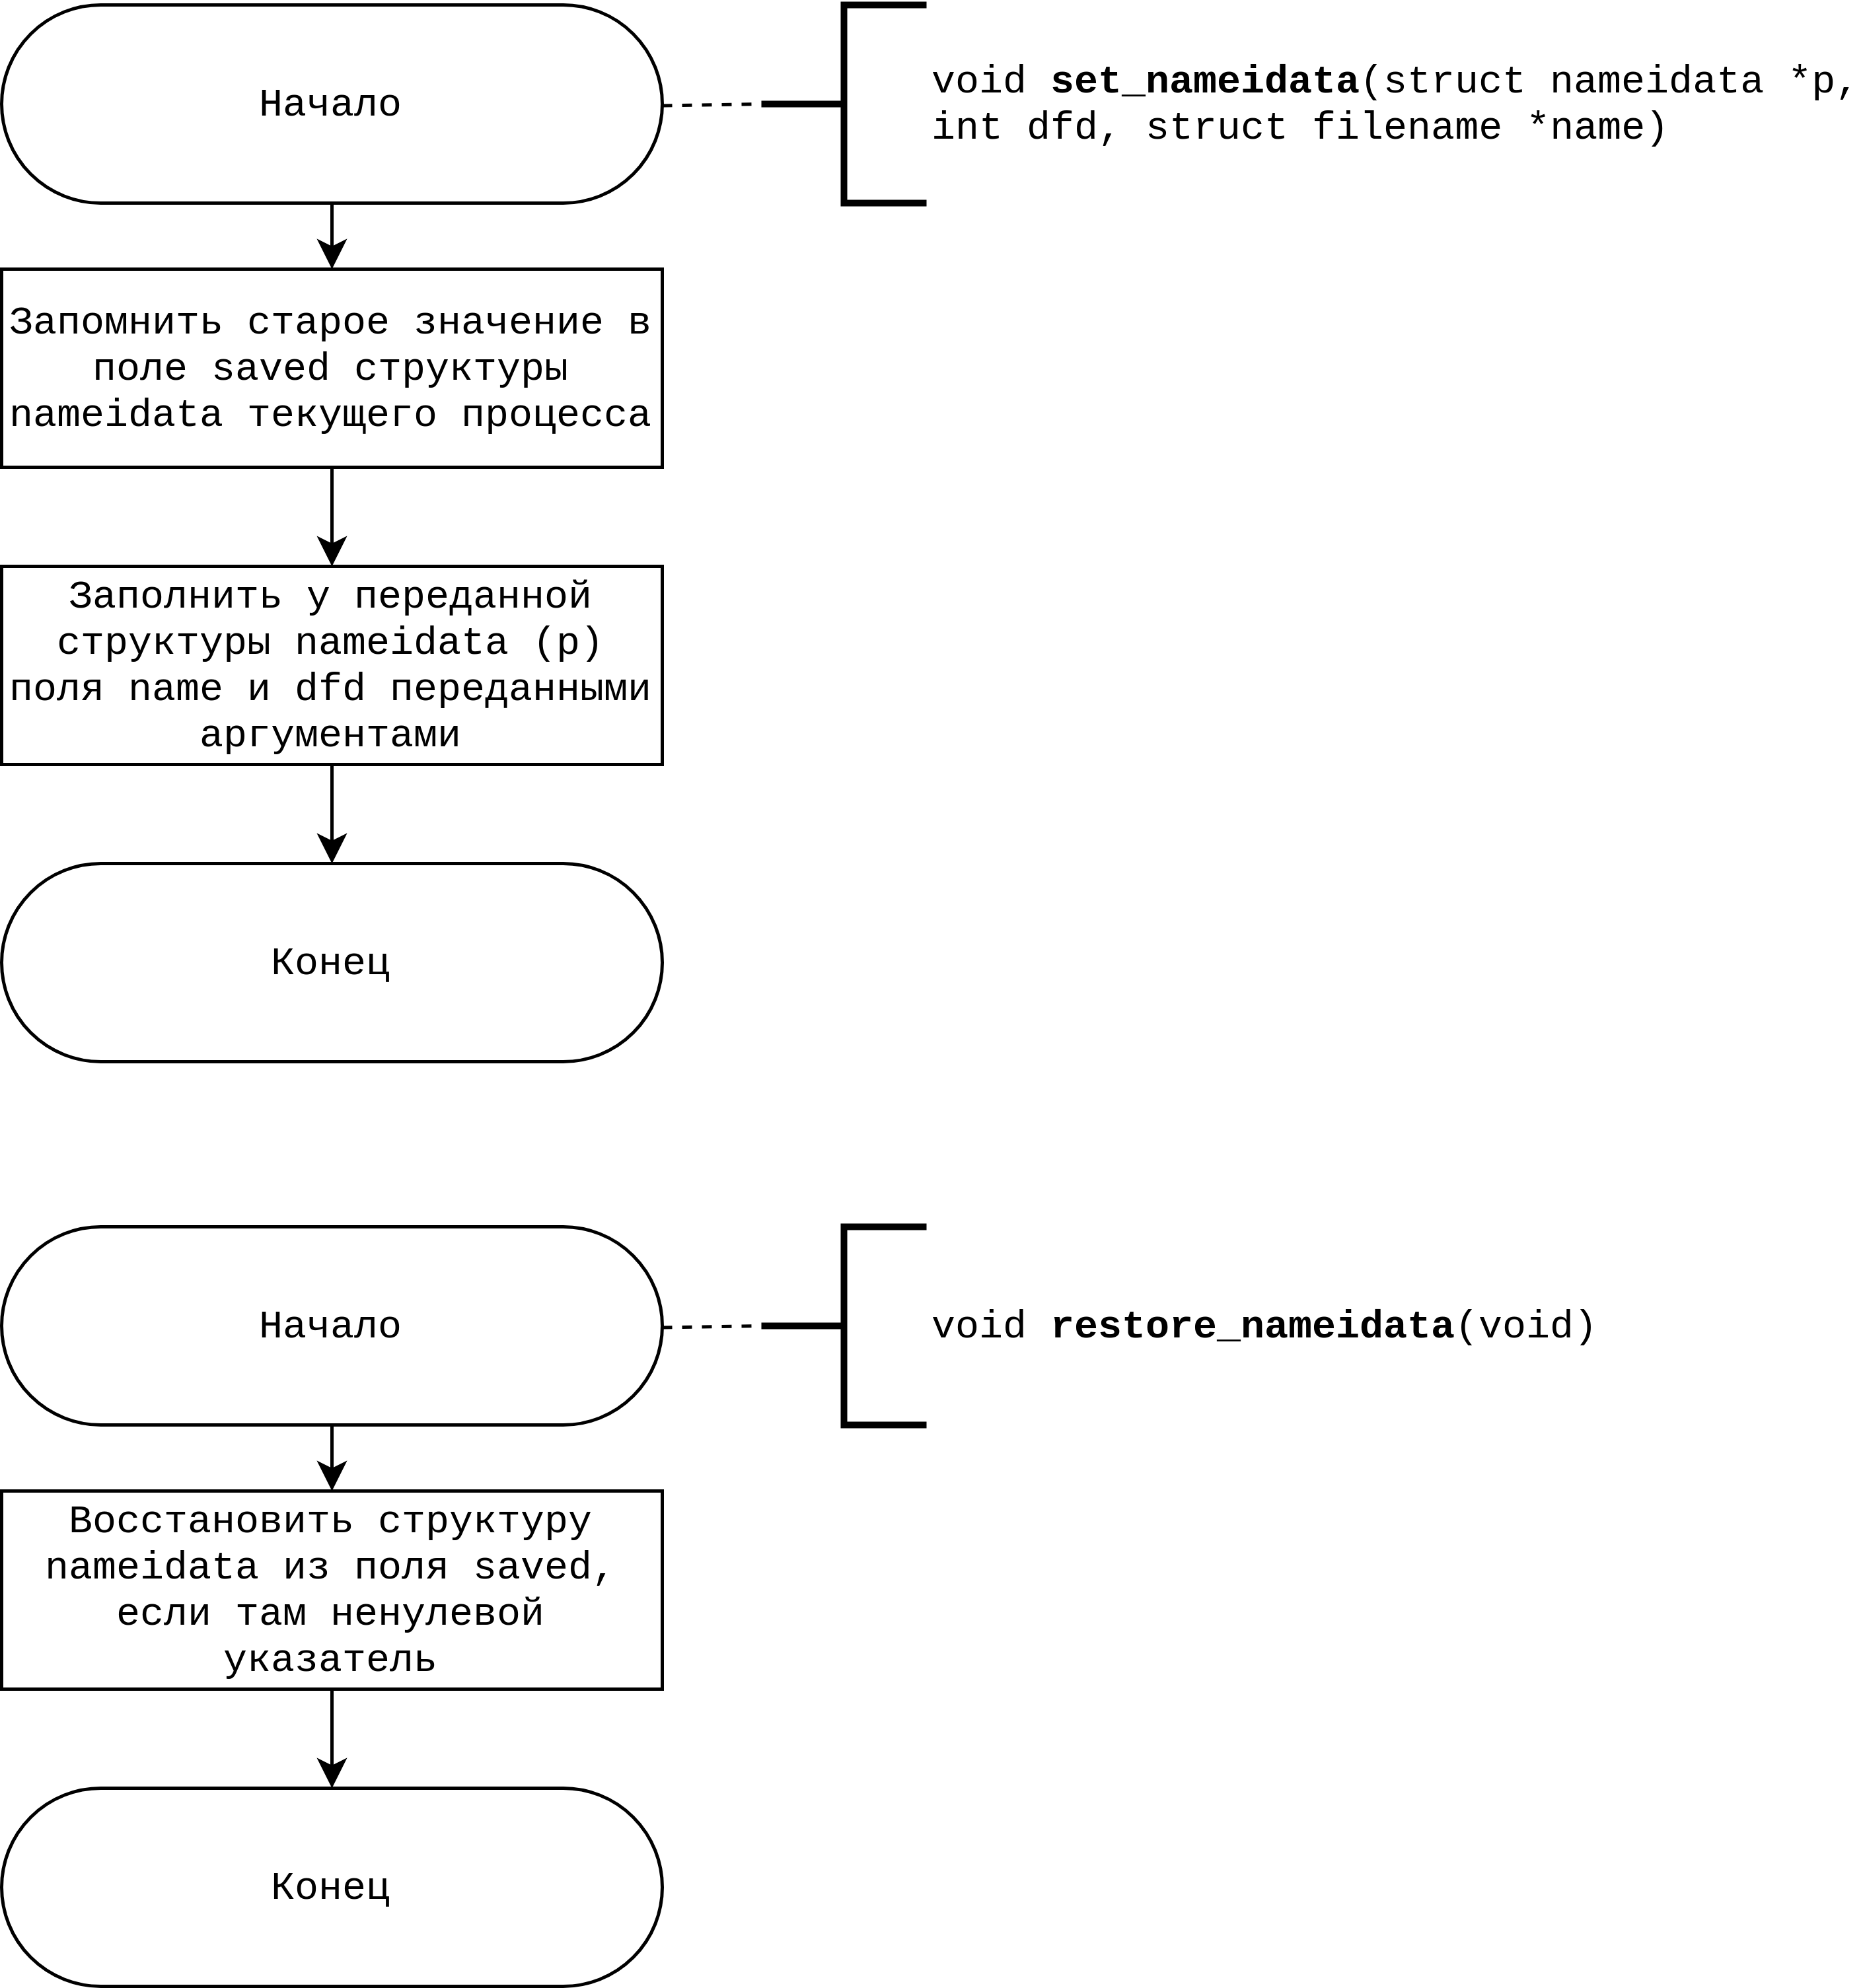 Начало
void set_nameidata(struct nameidata *p,
int dfd, struct filename *name)
Запомнить старое значение в
поле saved структуры
nameidata текущего процесса
Заполнить у переданной
структуры nameidata (p)
поля name и dfd переданными
аргументами
Конец
Начало
void restore_nameidata(void)
Восстановить структуру
nameidata из поля saved,
если там ненулевой
указатель
Конец